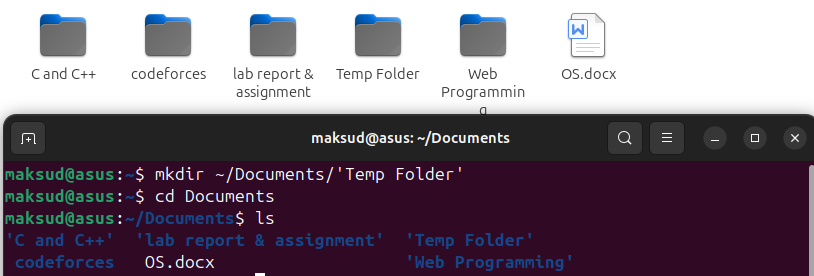 C and C++
codeforces
lab report &
assignment
Temp Folder
Web
Programmin
g
OS.docx
maksud@asus: ~/Documents
maksud@asus:~$ mkdir ~/Documents/'Temp Folder'
maksud@asus:~$ cd Documents
maksud@asus:~/Documents$ ls
'C and C++'  'lab report & assignment'  'Temp Folder'
 codeforces   OS.docx                   'Web Programming'